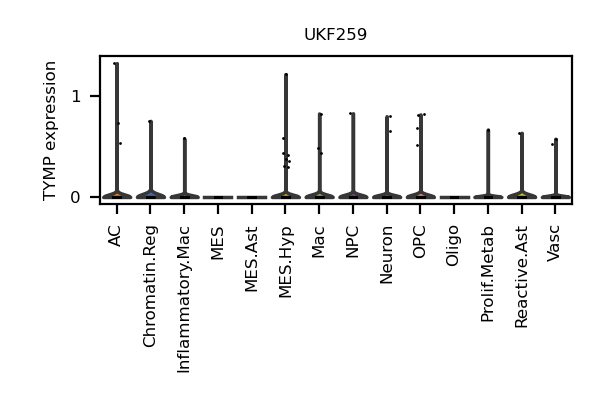 UKF259
TYMP expression
1
0
AC
Chromatin.Reg
Inflammatory.Mac
MES
MES.Ast
MES.Hyp
Mac
NPC
Neuron
OPC
Oligo
Prolif.Metab
Reactive.Ast
Vasc